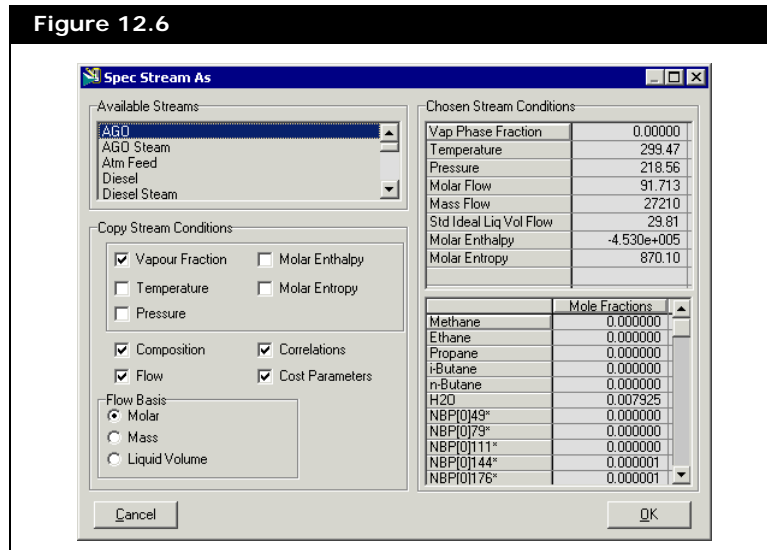 Figure 12.6
Spec Stream As
Available Streams
AGO
AGO Steam
Atm Feed
Diesel
Diesel Steam
Copy Stream Conditions
Vapour Fraction
Molar Enthalpy
Temperature
Molar Entropy
Pressure
Composition
Correlations
Flow
Cost Parameters
Flow Basis
Molar
Mass
Liquid Volume
Cancel
Chosen Stream Conditions
Vap Phase Fraction 0.00000
Temperature 299.47
Pressure 218.56
Molar Flow 91.713
Mass Flow 27210
Std Ideal Liq Vol Flow 29.81
Molar Enthalpy -4.530e+005
Molar Entropy 870.10
Mole Fractions
Methane 0.000000
Ethane 0.000000
Propane 0.000000
i-Butane 0.000000
n-Butane 0.000000
H2O 0.007925
NBP[0]49* 0.000000
NBP[0]79* 0.000000
NBP[0]111* 0.000000
NBP[0]144* 0.000001
NBP[0]176* 0.000001
OK